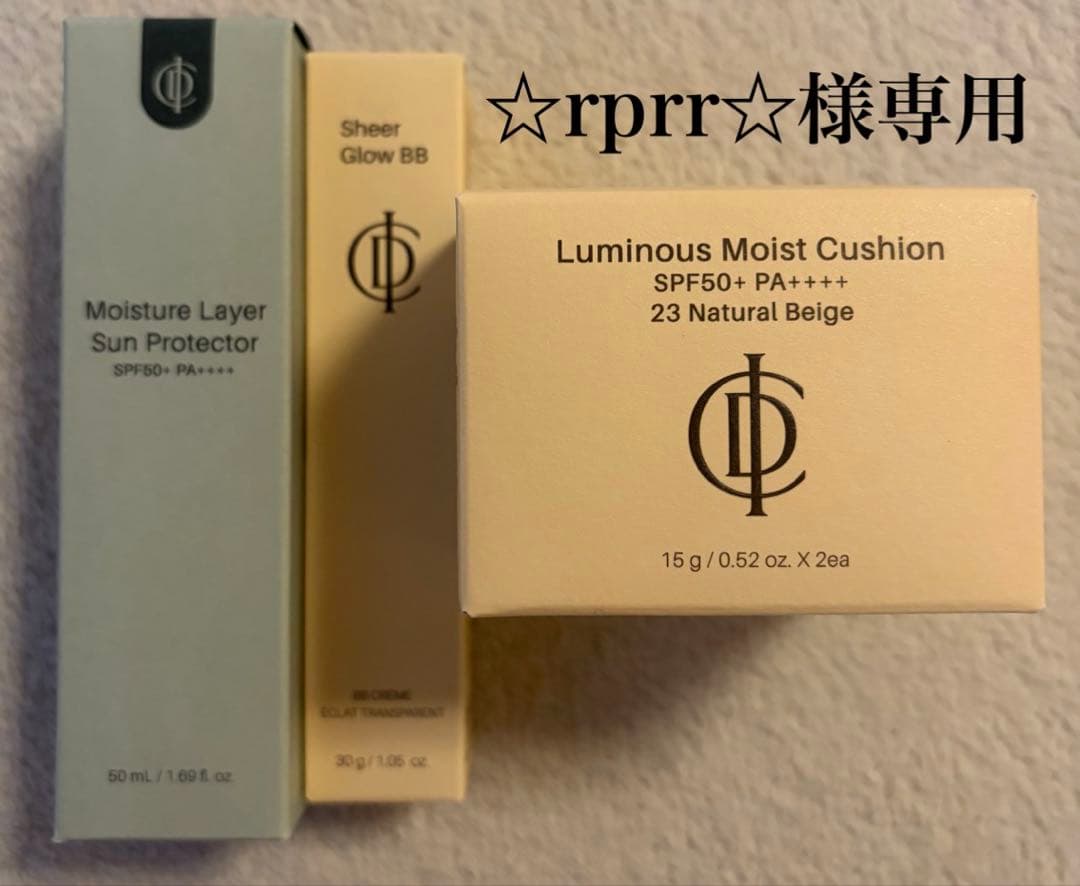 ☆rprr☆様専用
Moisture Layer
Sun Protector
SPF50+ PA++++
50 mL / 1.69 fl. oz.
Sheer
Glow BB
BB CRÈME
ÉCLAT TRANSPARENT
30 g / 1.05 oz.
Luminous Moist Cushion
SPF50+ PA++++
23 Natural Beige
15 g / 0.52 oz. X 2ea